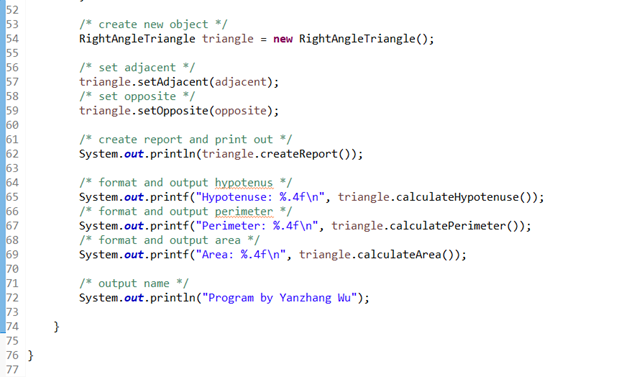 52
53 /* create new object */
54 RightAngleTriangle triangle = new RightAngleTriangle();
55
56 /* set adjacent */
57 triangle.setAdjacent(adjacent);
58 /* set opposite */
59 triangle.setOpposite(opposite);
60
61 /* create report and print out */
62 System.out.println(triangle.createReport());
63
64 /* format and output hypotenus */
65 System.out.printf("Hypotenuse: %.4f\n", triangle.calculateHypotenuse());
66 /* format and output perimeter */
67 System.out.printf("Perimeter: %.4f\n", triangle.calculatePerimeter());
68 /* format and output area */
69 System.out.printf("Area: %.4f\n", triangle.calculateArea());
70
71 /* output name */
72 System.out.println("Program by Yanzhang Wu");
73
74 }
75
76 }
77